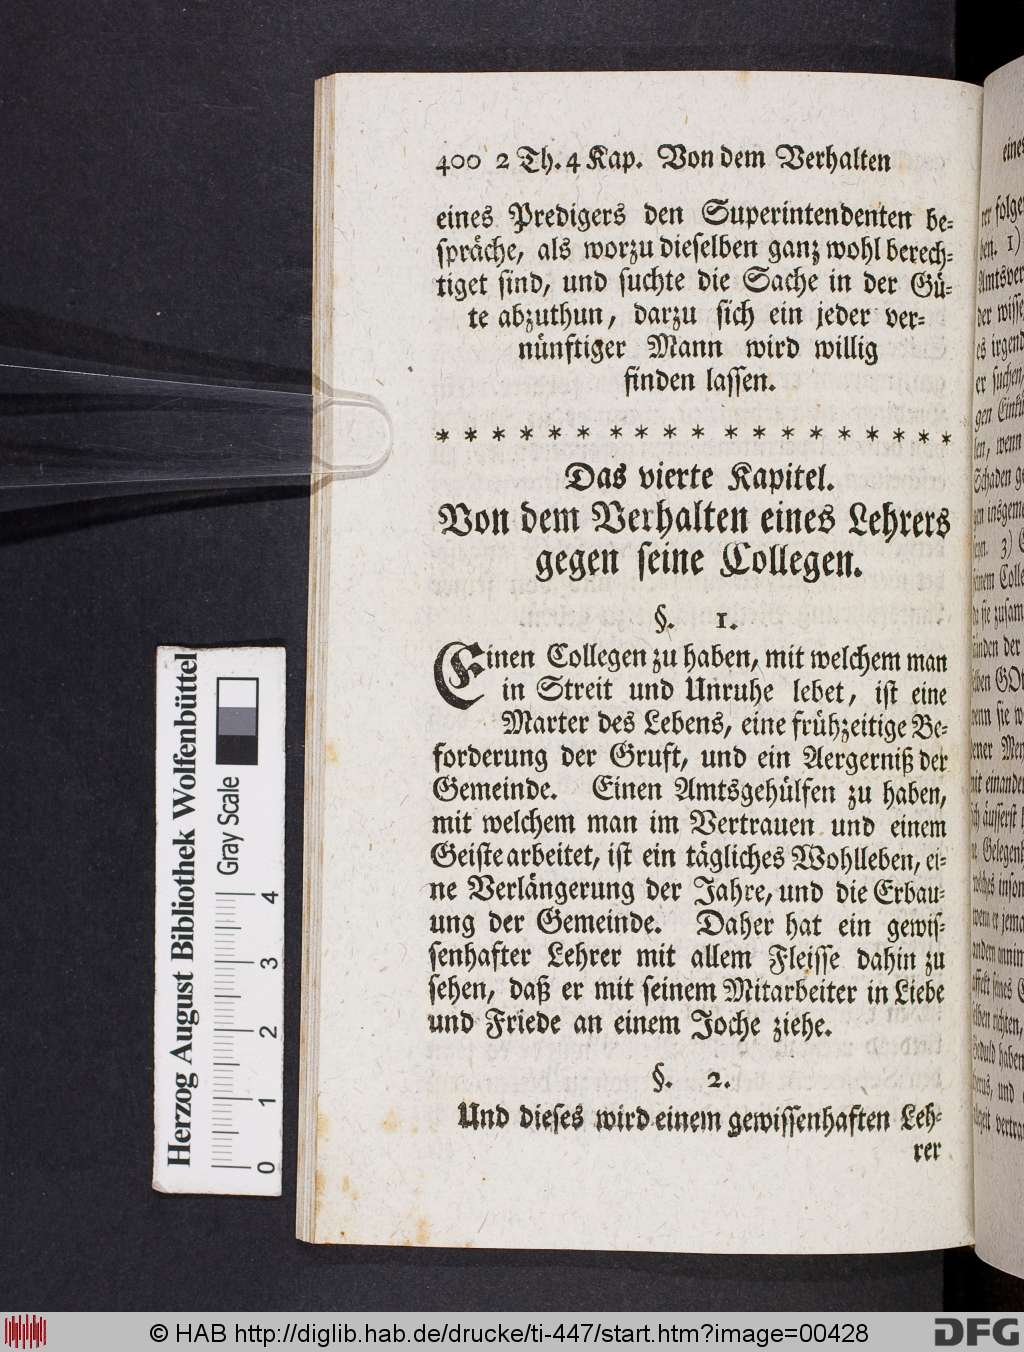 400 2 Th. 4 Kap. Von dem Verhalten
eines Predigers den Superintendenten be-
spräche, als worzu dieselben ganz wohl berech-
tiget sind, und suchte die Sache in der Gü-
te abzuthun, darzu sich ein jeder ver-
nünftiger Mann wird willig
finden lassen.
* * * * * * * * * * * * * * * * * *
Das vierte Kapitel.
Von dem Verhalten eines Lehrers
gegen seine Collegen.
§. 1.
Einen Collegen zu haben, mit welchem man
in Streit und Unruhe lebet, ist eine
Marter des Lebens, eine frühzeitige Be-
forderung der Gruft, und ein Aergerniß der
Gemeinde. Einen Amtsgehülfen zu haben,
mit welchem man im Vertrauen und einem
Geiste arbeitet, ist ein tägliches Wohlleben, ei-
ne Verlängerung der Jahre, und die Erbau-
ung der Gemeinde. Daher hat ein gewis-
senhafter Lehrer mit allem Fleisse dahin zu
sehen, daß er mit seinem Mitarbeiter in Liebe
und Friede an einem Joche ziehe.
§. 2.
Und dieses wird einem gewissenhaften Leh-
rer
Herzog August Bibliothek Wolfenbüttel
Gray Scale
0 1 2 3 4
© HAB http://diglib.hab.de/drucke/ti-447/start.htm?image=00428
DFG